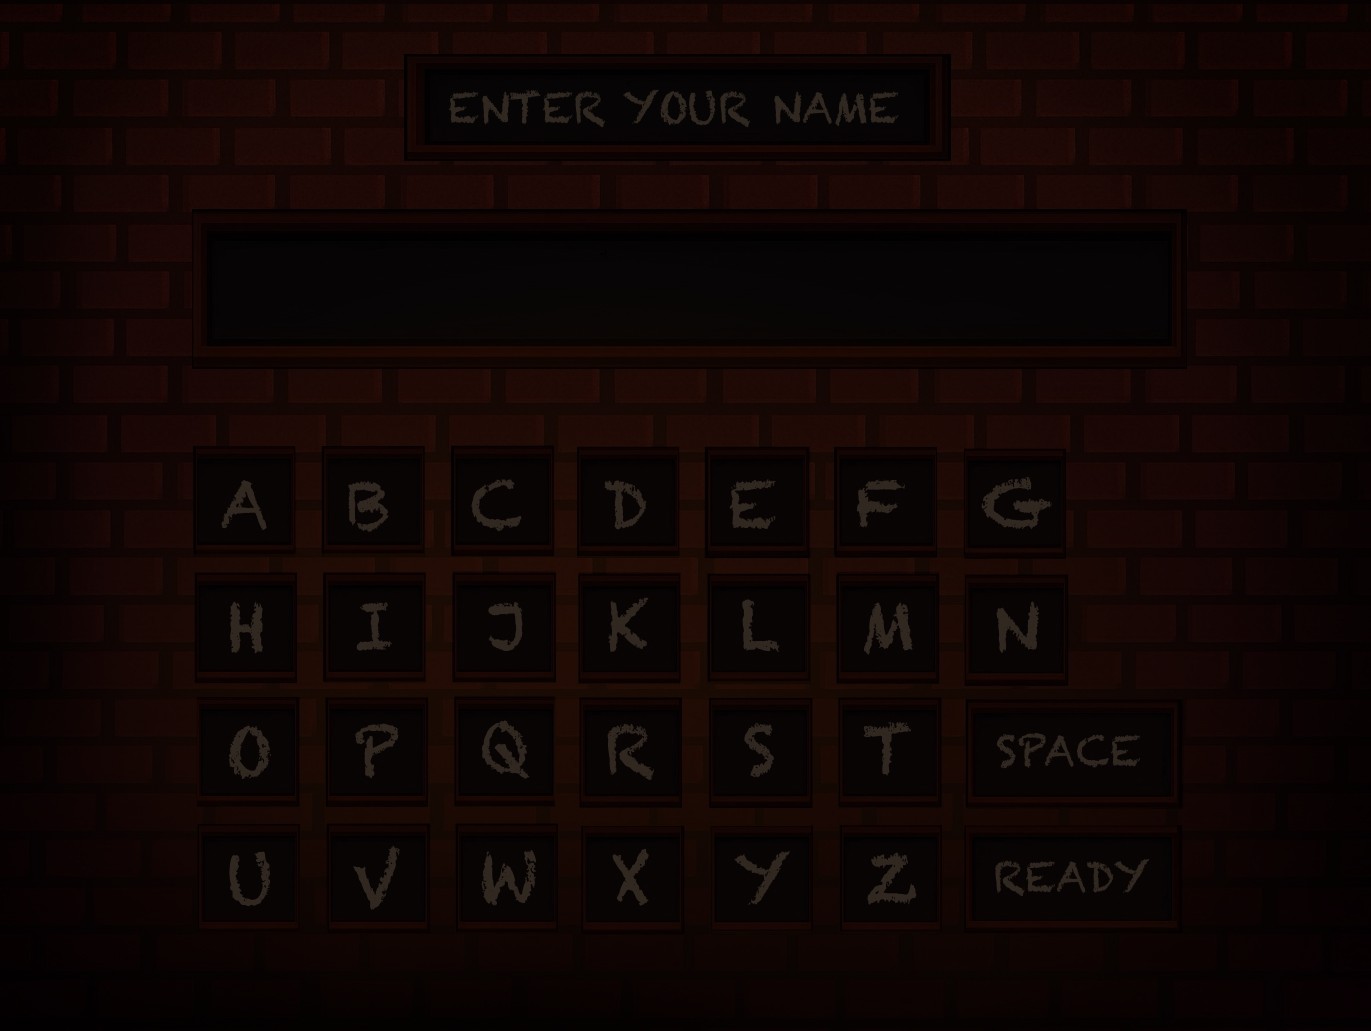 ENTER YOUR NAME
A B C D E F G
H I J K L M N
O P Q R S T SPACE
U V W X Y Z READY